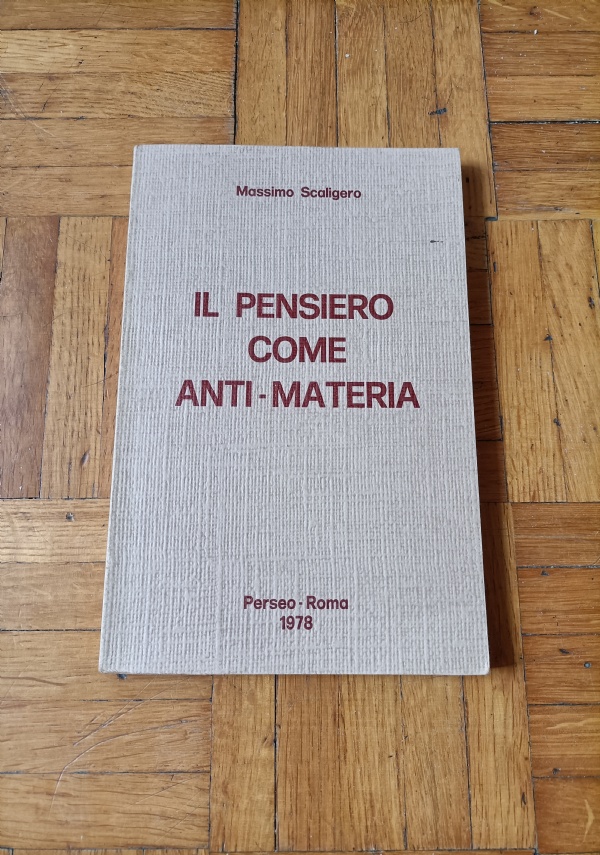 Massimo Scaligero
IL PENSIERO
COME
ANTI-MATERIA
Perseo-Roma
1978